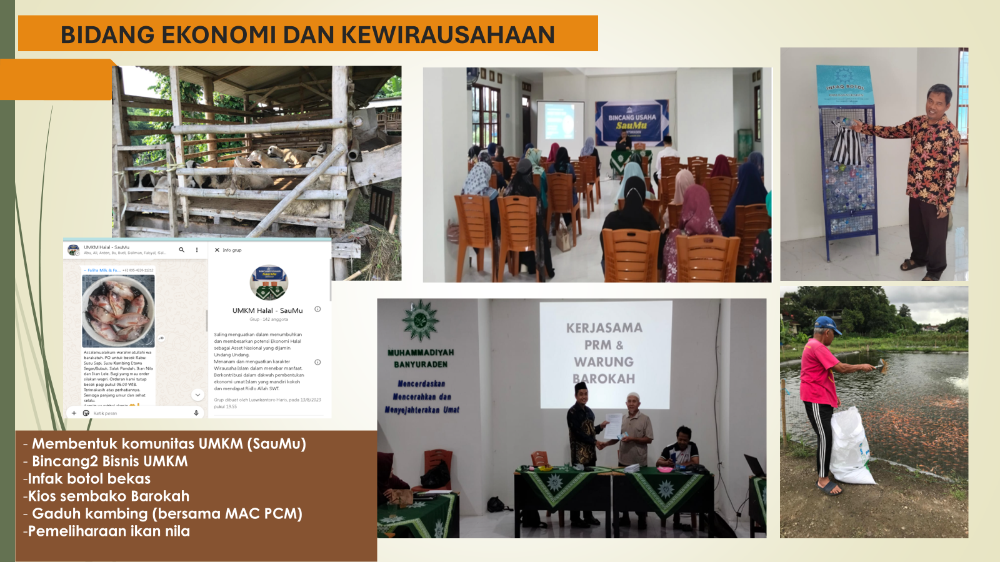 BIDANG EKONOMI DAN KEWIRAUSAHAAN
BINCANG USAHA
SauMu
INFAQ BOTOL
UMKM Halal - SauMu
Abu, Ali, Anton, Bu, Budi, Daliman, Faisyal, Gal...
Info grup
UMKM Halal - SauMu
Grup · 142 anggota
Saling menguatkan dalam menumbuhkan
dan membesarkan potensi Ekonomi Halal
sebagai Asset Nasional yang dijamin
Undang Undang.
Menanam dan menguatkan karakter
Wirausaha Islam dalam menebar manfaat.
Berkontribusi dalam dakwah pembentukan
ekonomi umat Islam yang mandiri kokoh
dan mendapat Ridlo Allah SWT.
Grup dibuat oleh Luswikantoro Haris, pada 13/8/2023
pukul 19.55
Assalamualaikum warahmatullahi wa
barakatuh. PO untuk besok Rabu:
Susu Sapi, Susu Kambing Etawa
Segar/Bubuk, Salak Pondoh, Ikan Nila
dan Ikan Lele. Bagi yang mau order
silakan wapri. Orderan kami tutup
besok pagi pukul 06.00 WIB.
Terimakasih atas perhatiannya.
Semoga panjang umur dan sehat
selalu.
Ketik pesan
MUHAMMADIYAH
BANYURADEN
Mencerdaskan
Mencerahkan dan
Menyejahterakan Umat
KERJASAMA
PRM &
WARUNG
BAROKAH
- Membentuk komunitas UMKM (SauMu)
- Bincang2 Bisnis UMKM
-Infak botol bekas
-Kios sembako Barokah
- Gaduh kambing (bersama MAC PCM)
-Pemeliharaan ikan nila